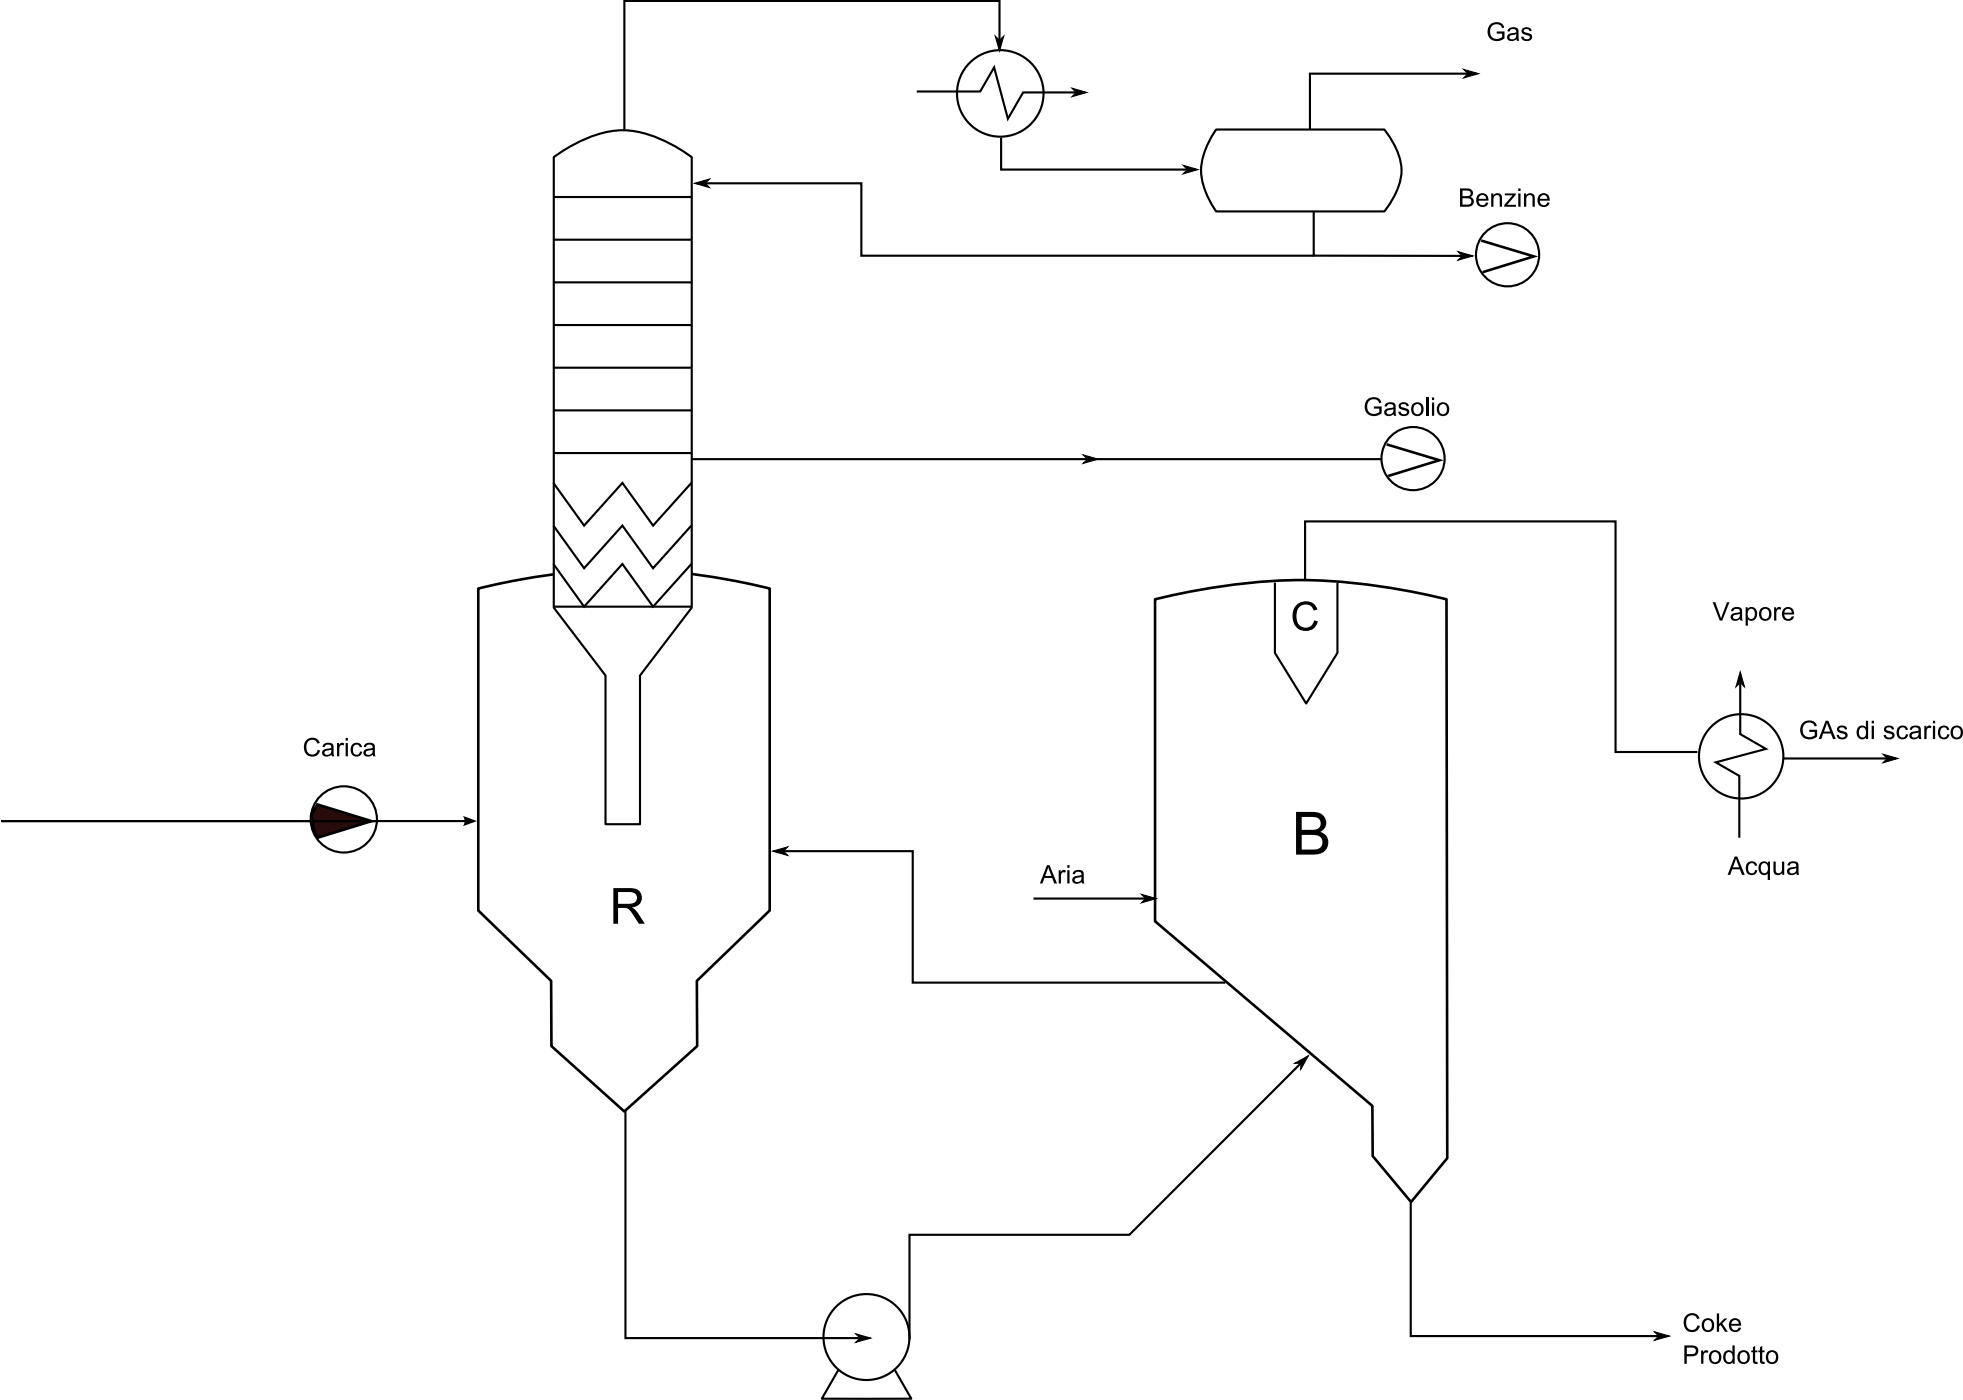 Gas
Benzine
Gasolio
C
Vapore
GAs di scarico
Carica
B
Acqua
Aria
R
Coke
Prodotto